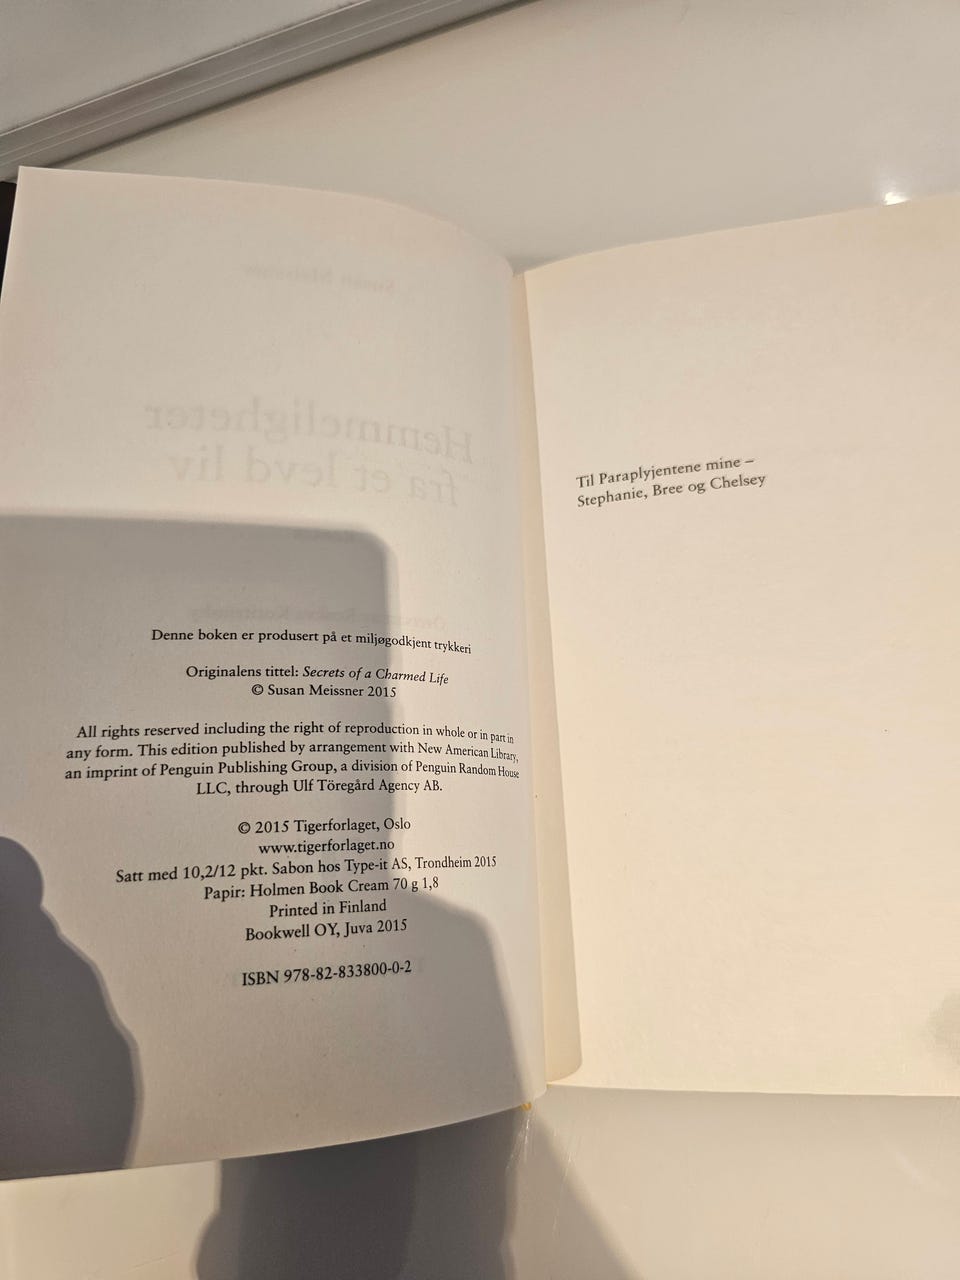 Denne boken er produsert på et miljøgodkjent trykkeri
Originalens tittel: Secrets of a Charmed Life
© Susan Meissner 2015
All rights reserved including the right of reproduction in whole or in part in
any form. This edition published by arrangement with New American Library,
an imprint of Penguin Publishing Group, a division of Penguin Random House
LLC, through Ulf Töregård Agency AB.
© 2015 Tigerforlaget, Oslo
www.tigerforlaget.no
Satt med 10,2/12 pkt. Sabon hos Type-it AS, Trondheim 2015
Papir: Holmen Book Cream 70 g 1,8
Printed in Finland
Bookwell OY, Juva 2015
ISBN 978-82-833800-0-2
Til Paraplyjentene mine –
Stephanie, Bree og Chelsey
Hemmeligheter
fra et levd liv